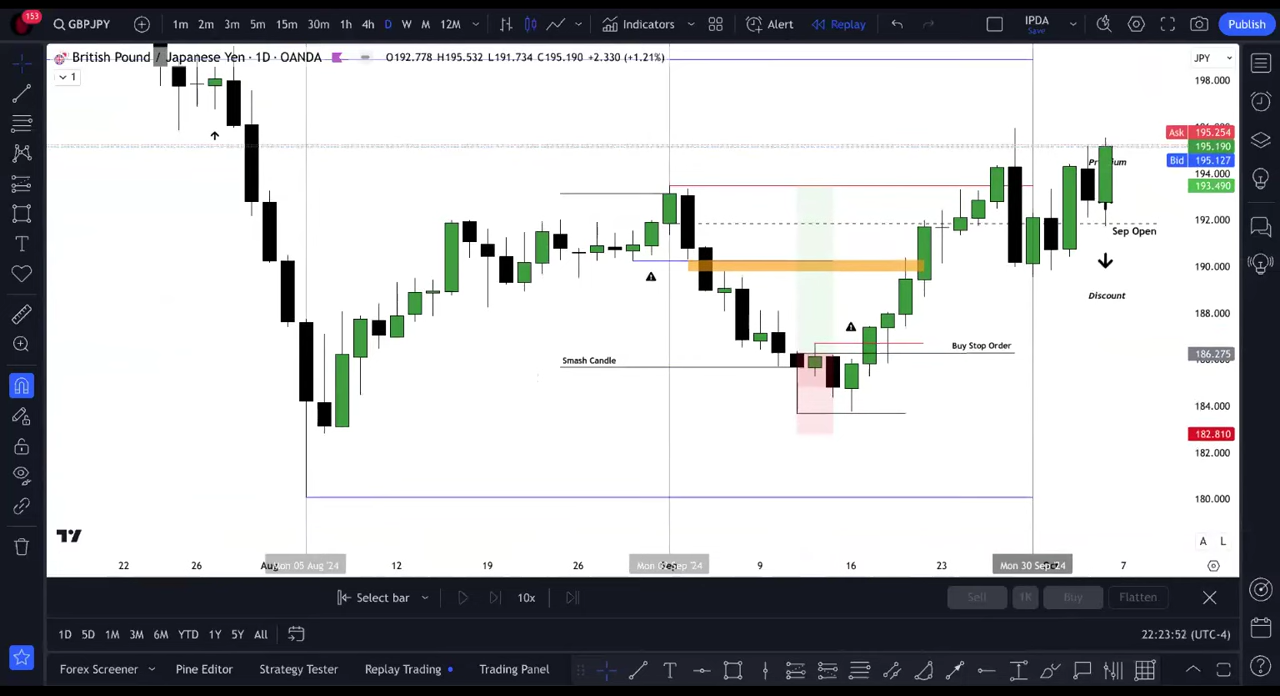 153
GBPJPY
1m 2m 3m 5m 15m 30m 1h 4h D W M 12M
Indicators
Alert
Replay
IPDA
Save
Publish
British Pound / Japanese Yen · 1D · OANDA
O192.778 H195.532 L191.734 C195.190 +2.330 (+1.21%)
JPY
1
198.000
Ask 195.254
195.190
Bid 195.127
194.000
193.490
192.000
190.000
188.000
186.275
184.000
182.810
182.000
180.000
Sep Open
Discount
Smash Candle
Buy Stop Order
A L
22
26
Mon 05 Aug '24
12
19
26
9
16
23
Mon 30 Sep '24
7
Select bar
10x
Sell
1K
Buy
Flatten
1D 5D 1M 3M 6M YTD 1Y 5Y All
22:23:52 (UTC-4)
Forex Screener
Pine Editor
Strategy Tester
Replay Trading
Trading Panel